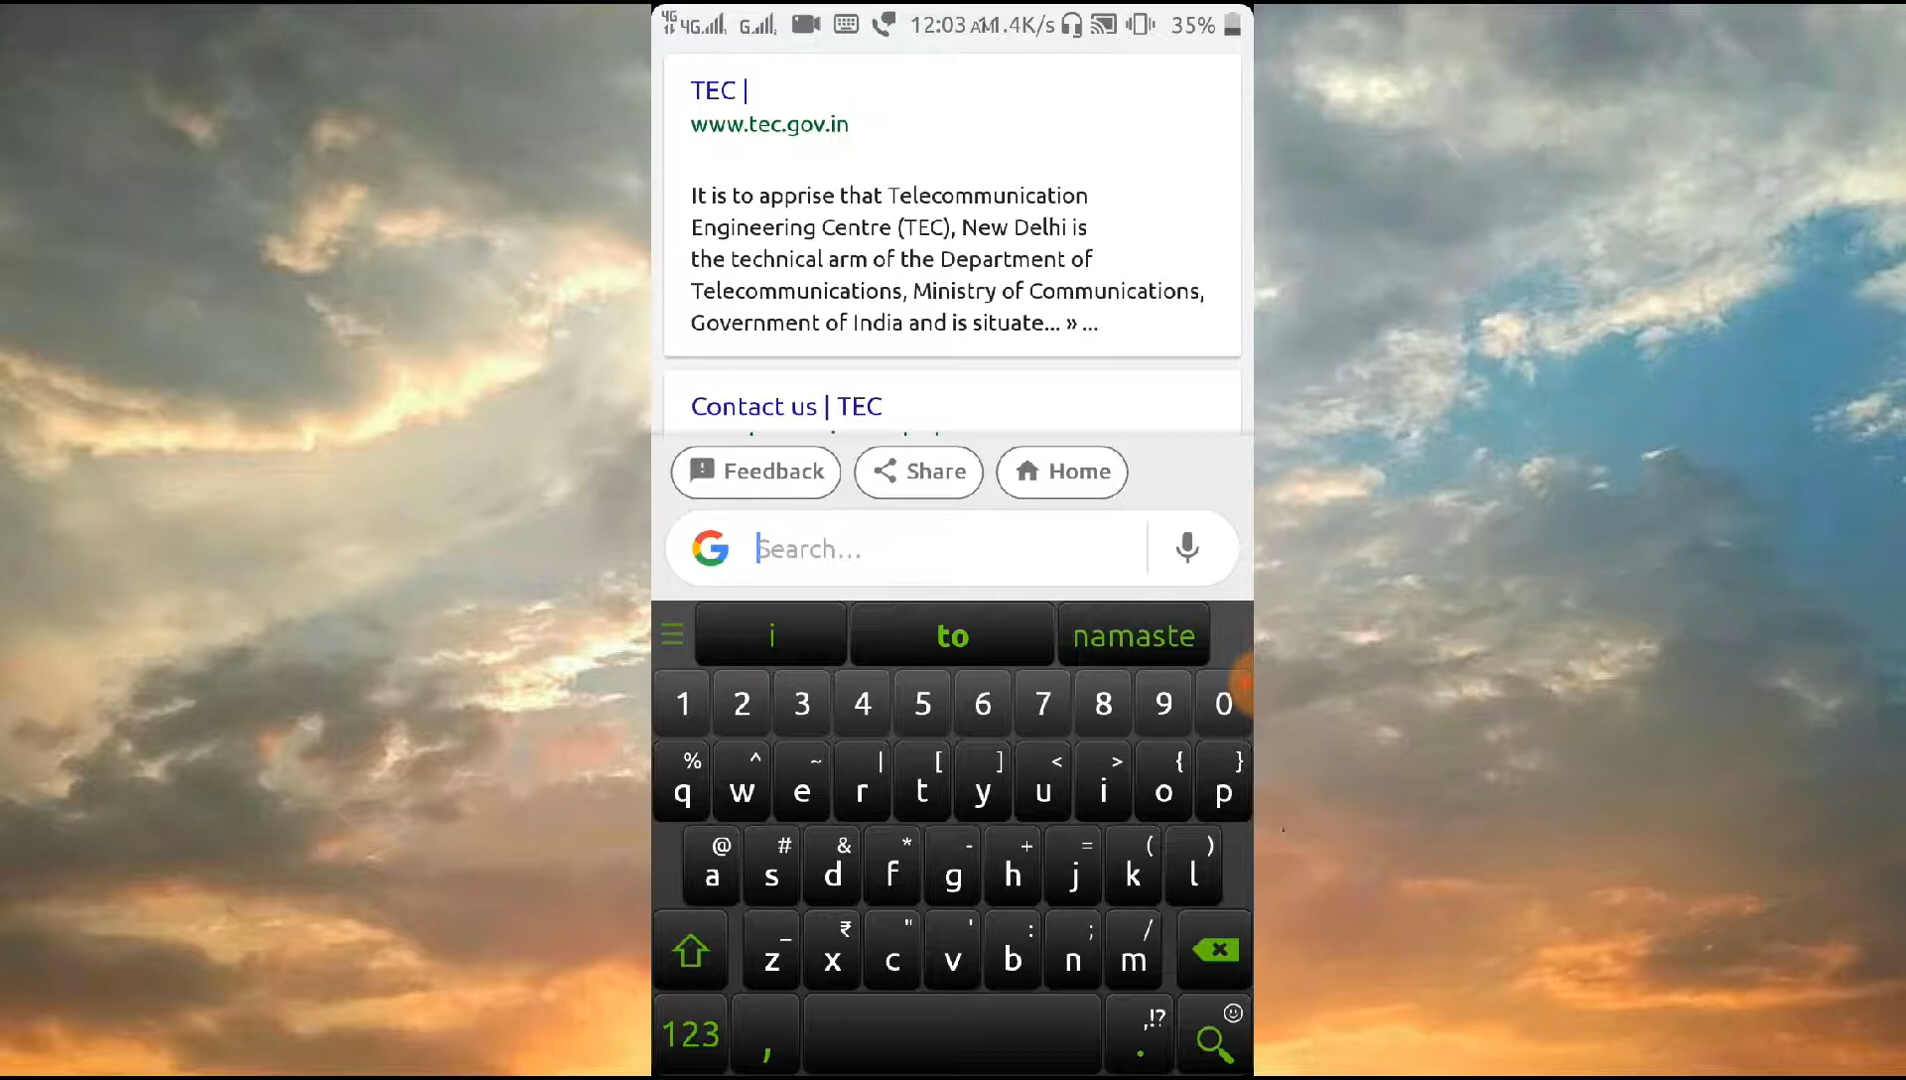 4G 4G G 12:03 AM 1.4K/s 35%
TEC |
www.tec.gov.in
It is to apprise that Telecommunication
Engineering Centre (TEC), New Delhi is
the technical arm of the Department of
Telecommunications, Ministry of Communications,
Government of India and is situate... » ...
Contact us | TEC
Feedback Share Home
G Search...
i to namaste
1 2 3 4 5 6 7 8 9 0
% ^ ~ | [ ] < > { }
q w e r t y u i o p
@ # & * - + = ( )
a s d f g h j k l
_ ₹ " ' : ; /
z x c v b n m
123 , ,!? .